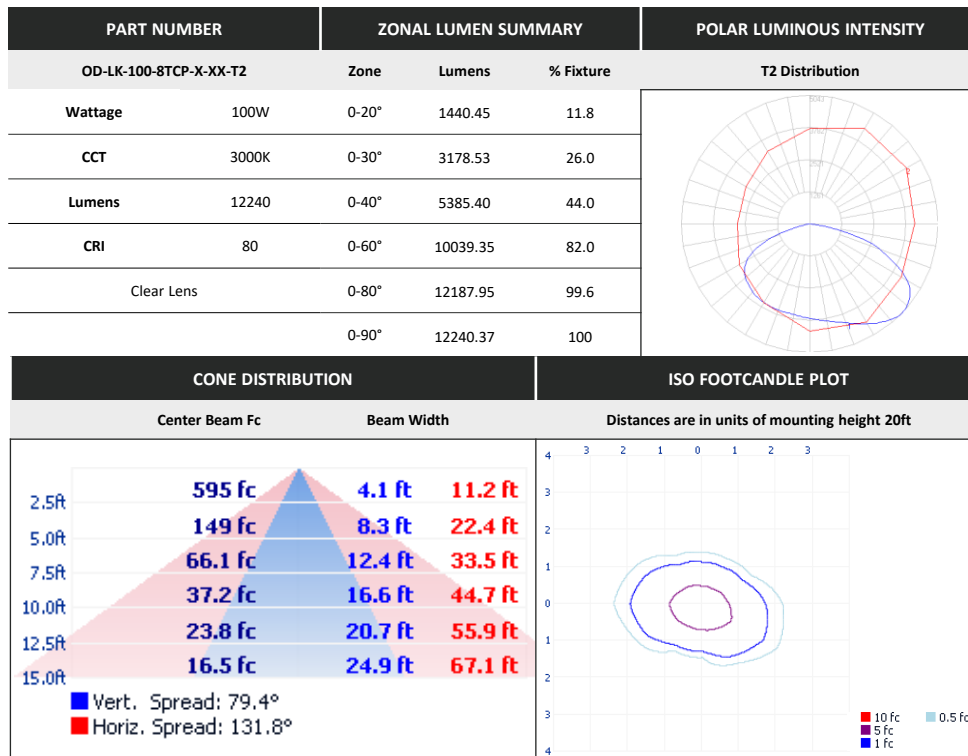 PART NUMBER ZONAL LUMEN SUMMARY POLAR LUMINOUS INTENSITY
OD-LK-100-8TCP-X-XX-T2 Zone Lumens % Fixture T2 Distribution
Wattage 100W 0-20° 1440.45 11.8
CCT 3000K 0-30° 3178.53 26.0
Lumens 12240 0-40° 5385.40 44.0
CRI 80 0-60° 10039.35 82.0
Clear Lens 0-80° 12187.95 99.6
0-90° 12240.37 100
CONE DISTRIBUTION ISO FOOTCANDLE PLOT
Center Beam Fc Beam Width Distances are in units of mounting height 20ft
2.5ft 595 fc 4.1 ft 11.2 ft
5.0ft 149 fc 8.3 ft 22.4 ft
7.5ft 66.1 fc 12.4 ft 33.5 ft
10.0ft 37.2 fc 16.6 ft 44.7 ft
12.5ft 23.8 fc 20.7 ft 55.9 ft
15.0ft 16.5 fc 24.9 ft 67.1 ft
Vert. Spread: 79.4°
Horiz. Spread: 131.8°
3 2 1 0 1 2 3
4
3
2
1
0
1
2
3
4
10 fc 0.5 fc
5 fc
1 fc